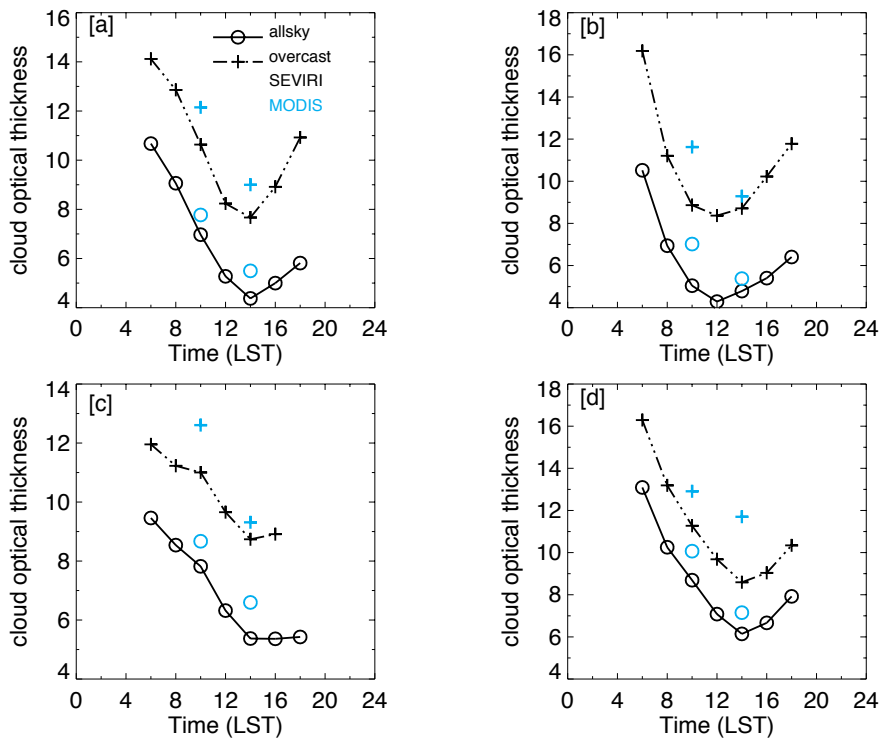 [a]
allsky
overcast
SEVIRI
MODIS
16
14
12
10
8
6
4
cloud optical thickness
0 4 8 12 16 20 24
Time (LST)
[b]
18
16
14
12
10
8
6
4
cloud optical thickness
0 4 8 12 16 20 24
Time (LST)
[c]
14
12
10
8
6
4
cloud optical thickness
0 4 8 12 16 20 24
Time (LST)
[d]
18
16
14
12
10
8
6
4
cloud optical thickness
0 4 8 12 16 20 24
Time (LST)